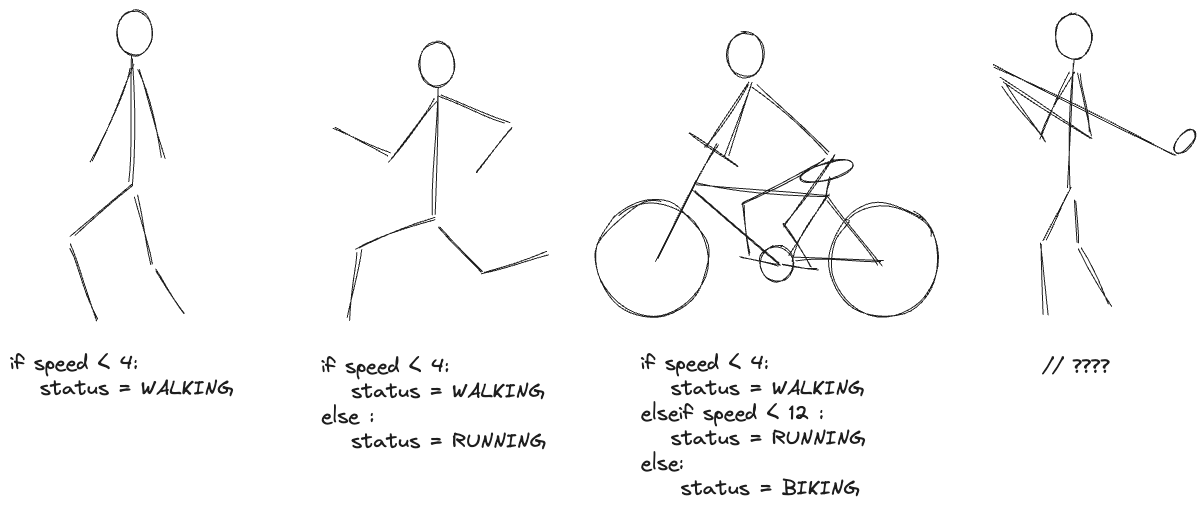 if speed < 4:
status = WALKING
if speed < 4:
status = WALKING
else :
status = RUNNING
if speed < 4:
status = WALKING
elseif speed < 12 :
status = RUNNING
else:
status = BIKING
// ????